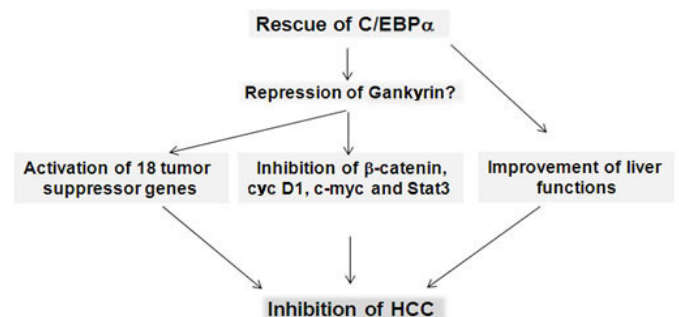 Rescue of C/EBPα
Repression of Gankyrin?
Activation of 18 tumor
suppressor genes
Inhibition of β-catenin,
cyc D1, c-myc and Stat3
Improvement of liver
functions
Inhibition of HCC